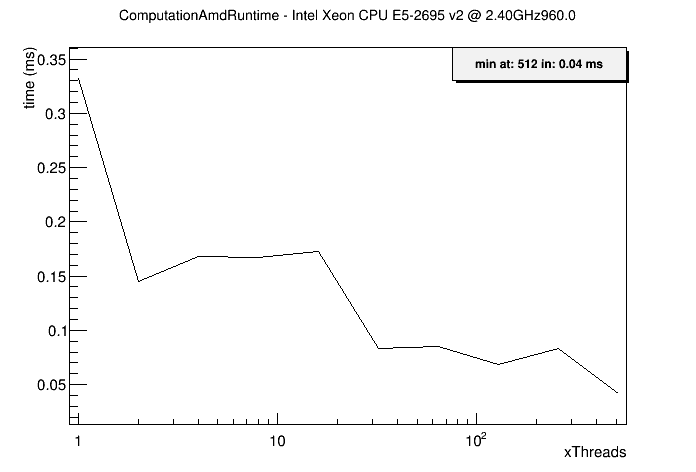 ComputationAmdRuntime - Intel Xeon CPU E5-2695 v2 @ 2.40GHz960.0
time (ms)
min at: 512 in: 0.04 ms
0.35
0.3
0.25
0.2
0.15
0.1
0.05
1 10 10²
xThreads